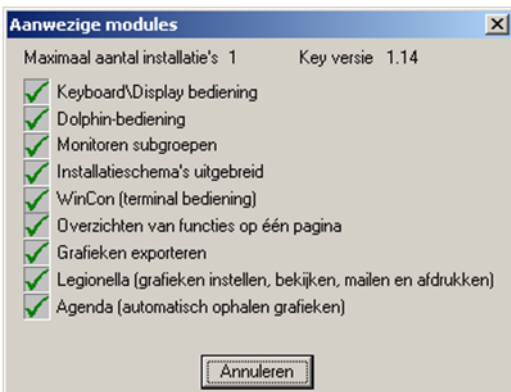 Aanwezige modules
Maximaal aantal installatie's 1 Key versie 1.14
Keyboard\Display bediening
Dolphin-bediening
Monitoren subgroepen
Installatieschema's uitgebreid
WinCon (terminal bediening)
Overzichten van functies op één pagina
Grafieken exporteren
Legionella (grafieken instellen, bekijken, mailen en afdrukken)
Agenda (automatisch ophalen grafieken)
Annuleren